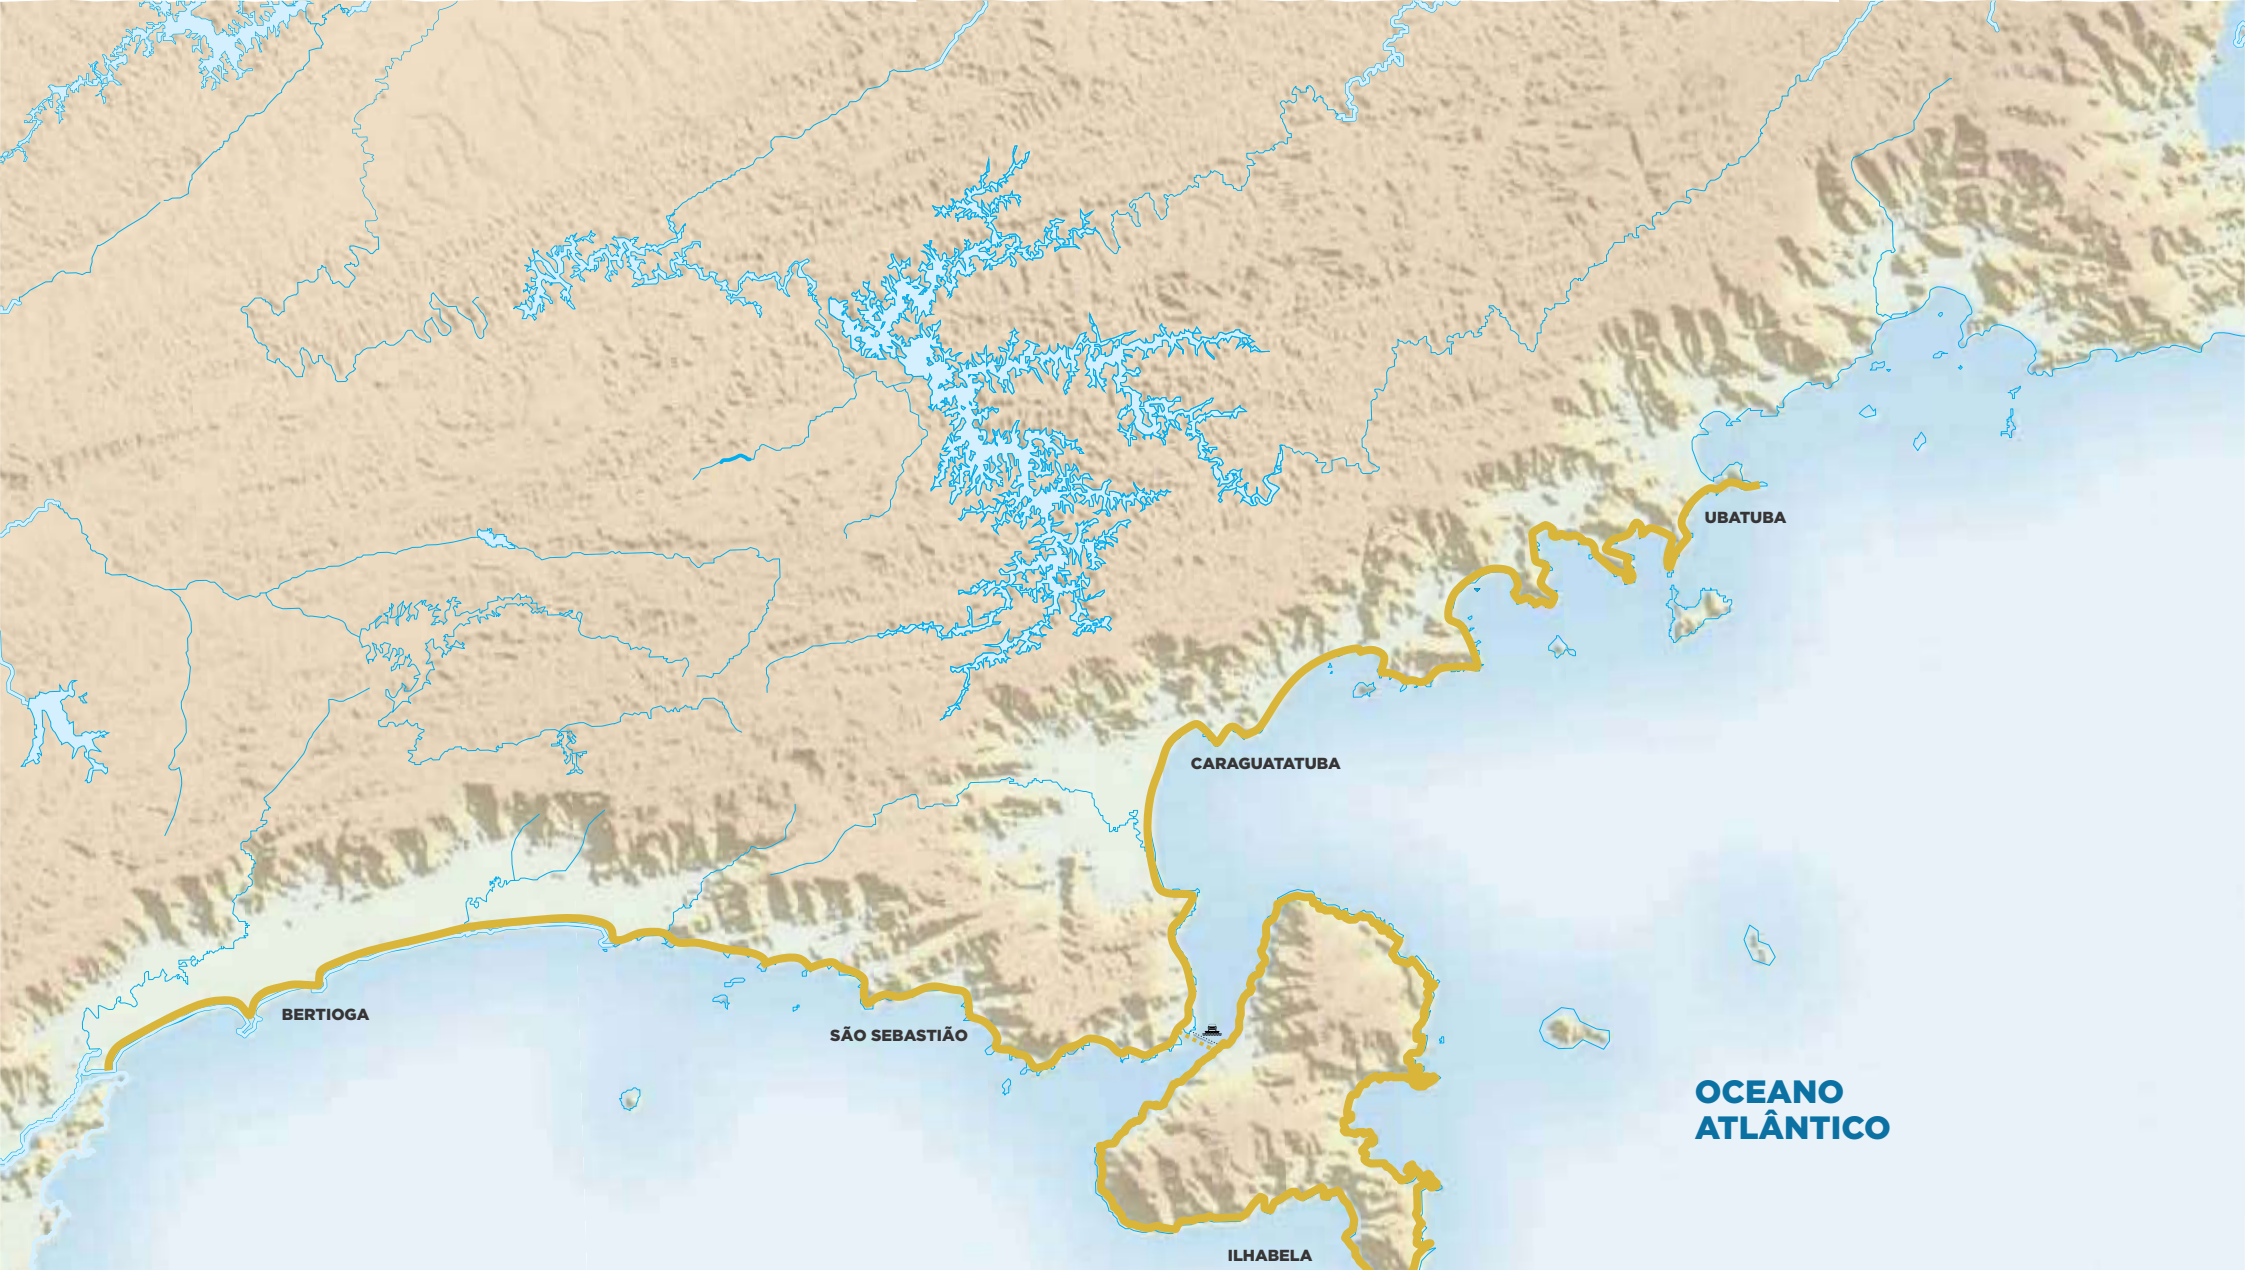 UBATUBA
CARAGUATATUBA
BERTIOGA
SÃO SEBASTIÃO
OCEANO
ATLÂNTICO
ILHABELA